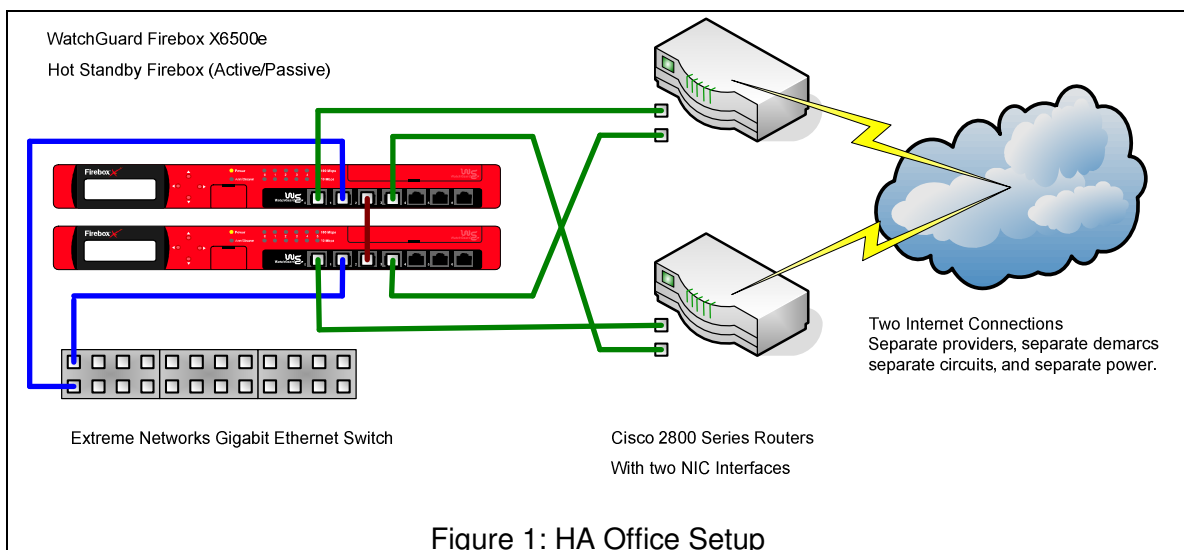 WatchGuard Firebox X6500e
Hot Standby Firebox (Active/Passive)
Firebox
Power
Firebox
Power
Two Internet Connections
Separate providers, separate demarcs
separate circuits, and separate power.
Extreme Networks Gigabit Ethernet Switch
Cisco 2800 Series Routers
With two NIC Interfaces
Figure 1: HA Office Setup